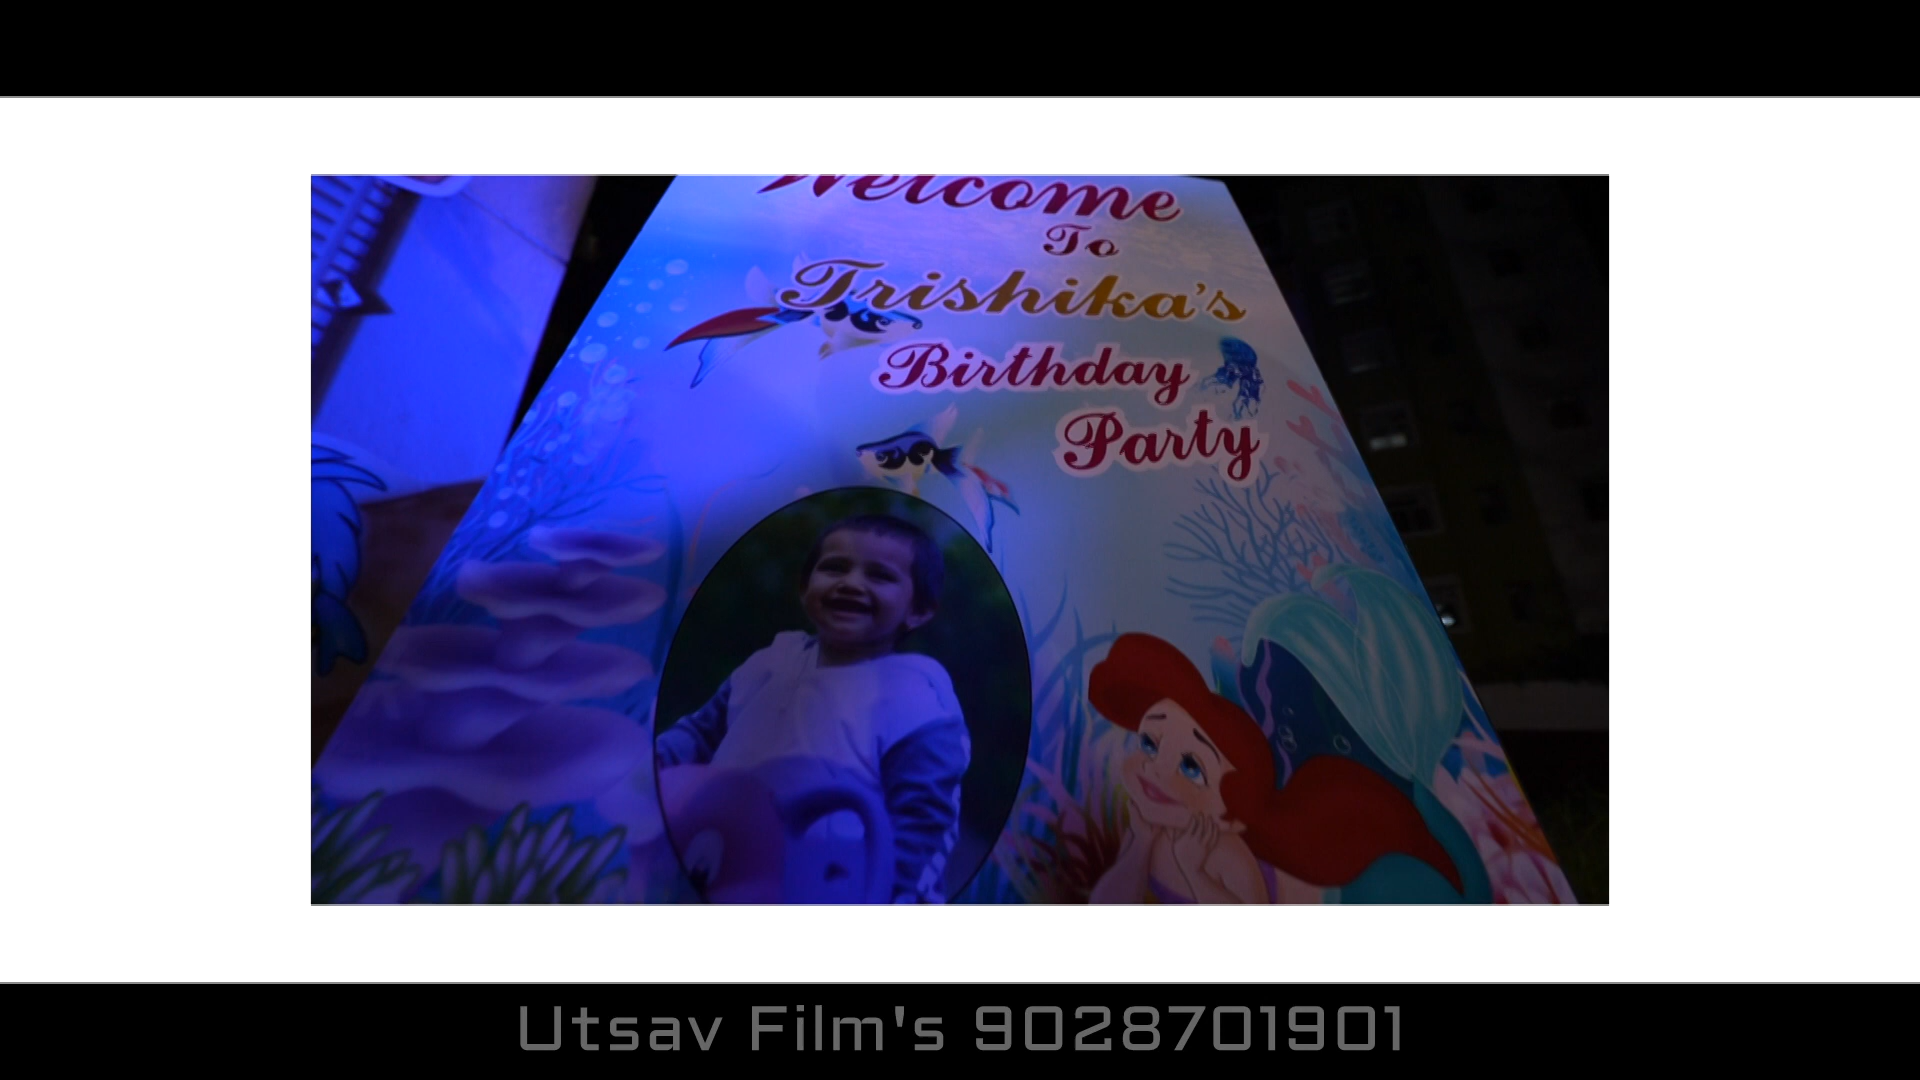 Welcome
To
Trishika's
Birthday
Party
Utsav Film's 9028701901